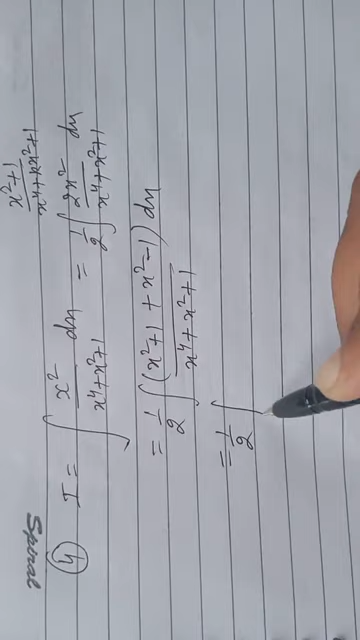 Spiral
x²+1 / x⁴+kx²+1
(4) I = ∫ x² / x⁴+x²+1 dx = 1/2 ∫ 2x² / x⁴+x²+1 dx
= 1/2 ∫ (x²+1 + x²-1) / x⁴+x²+1 dx
= 1/2 ∫